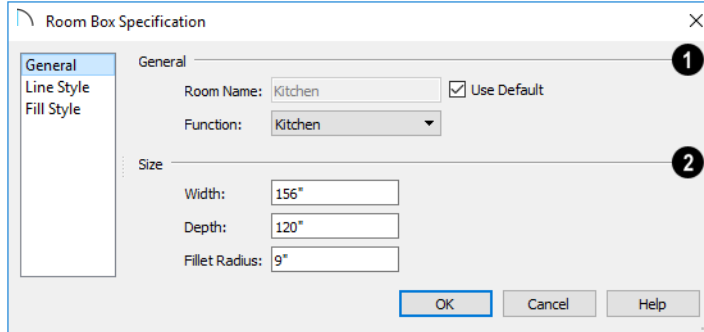 Room Box Specification
General
Line Style
Fill Style
General
1
Room Name: Kitchen Use Default
Function: Kitchen
Size
2
Width: 156"
Depth: 120"
Fillet Radius: 9"
OK Cancel Help